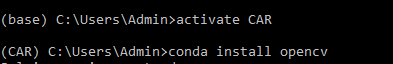 (base) C:\Users\Admin>activate CAR
(CAR) C:\Users\Admin>conda install opencv